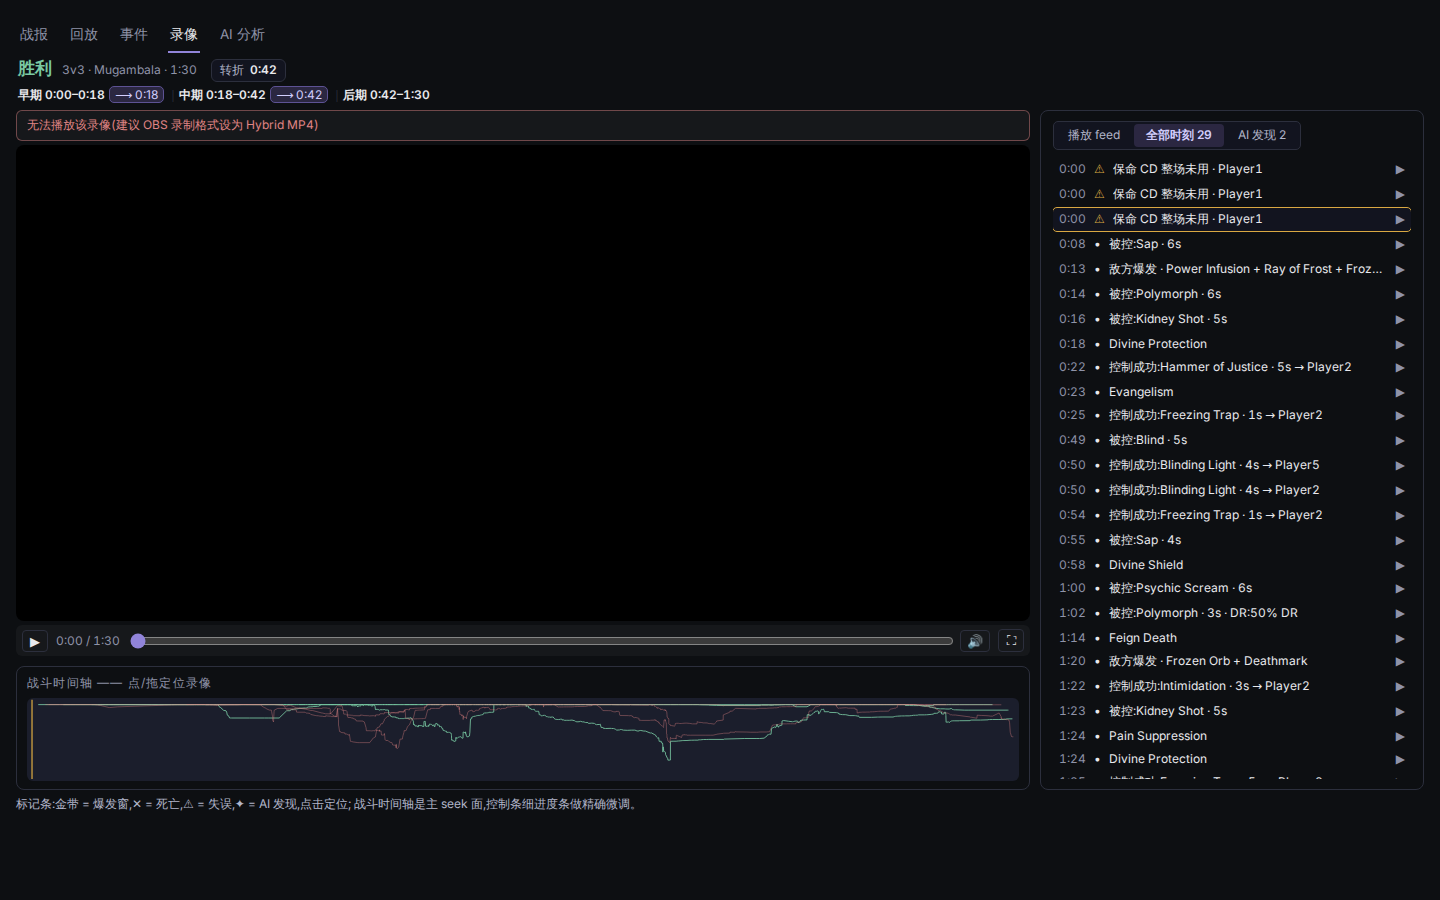 战报 回放 事件 录像 AI 分析
胜利 3v3 · Mugambala · 1:30 转折 0:42
早期 0:00–0:18 ⟶ 0:18 中期 0:18–0:42 ⟶ 0:42 后期 0:42–1:30
无法播放该录像(建议 OBS 录制格式设为 Hybrid MP4)
0:00 / 1:30
战斗时间轴 —— 点/拖定位录像
标记条:金带 = 爆发窗,✕ = 死亡,⚠ = 失误,✦ = AI 发现,点击定位; 战斗时间轴是主 seek 面,控制条细进度条做精确微调。
播放 feed 全部时刻 29 AI 发现 2
0:00 ⚠ 保命 CD 整场未用 · Player1
0:00 ⚠ 保命 CD 整场未用 · Player1
0:00 ⚠ 保命 CD 整场未用 · Player1
0:08 • 被控:Sap · 6s
0:13 • 敌方爆发 · Power Infusion + Ray of Frost + Froz...
0:14 • 被控:Polymorph · 6s
0:16 • 被控:Kidney Shot · 5s
0:18 • Divine Protection
0:22 • 控制成功:Hammer of Justice · 5s → Player2
0:23 • Evangelism
0:25 • 控制成功:Freezing Trap · 1s → Player2
0:49 • 被控:Blind · 5s
0:50 • 控制成功:Blinding Light · 4s → Player5
0:50 • 控制成功:Blinding Light · 4s → Player2
0:54 • 控制成功:Freezing Trap · 1s → Player2
0:55 • 被控:Sap · 4s
0:58 • Divine Shield
1:00 • 被控:Psychic Scream · 6s
1:02 • 被控:Polymorph · 3s · DR:50% DR
1:14 • Feign Death
1:20 • 敌方爆发 · Frozen Orb + Deathmark
1:22 • 控制成功:Intimidation · 3s → Player2
1:23 • 被控:Kidney Shot · 5s
1:24 • Pain Suppression
1:24 • Divine Protection